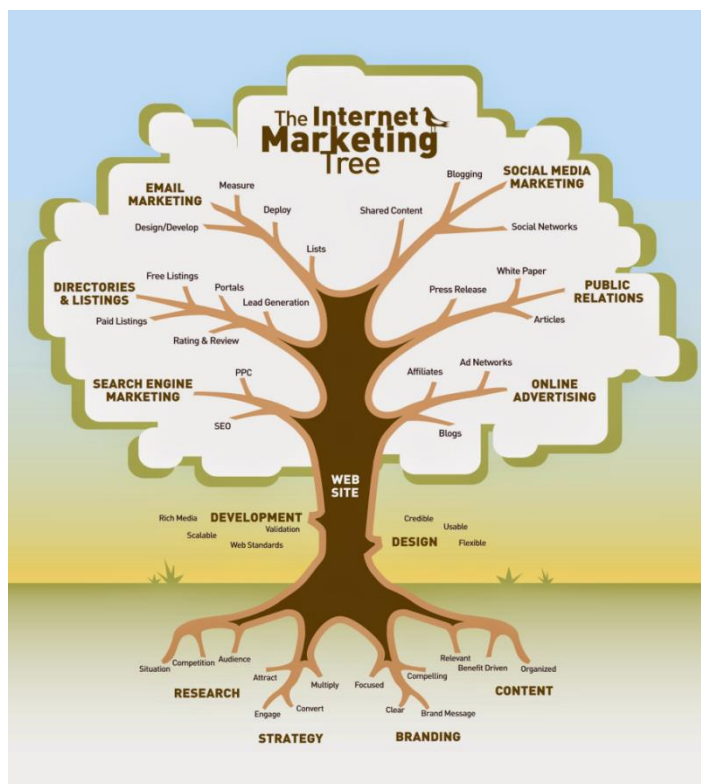 The Internet
Marketing
Tree
EMAIL
MARKETING
Measure
Deploy
Design/Develop
Lists
SOCIAL MEDIA
MARKETING
Blogging
Shared Content
Social Networks
DIRECTORIES
& LISTINGS
Free Listings
Portals
Lead Generation
Paid Listings
Rating & Review
PUBLIC
RELATIONS
White Paper
Press Release
Articles
SEARCH ENGINE
MARKETING
PPC
SEO
ONLINE
ADVERTISING
Ad Networks
Affiliates
Blogs
WEB
SITE
DEVELOPMENT
Rich Media
Validation
Scalable
Web Standards
DESIGN
Credible
Usable
Flexible
RESEARCH
Situation
Competition
Audience
STRATEGY
Attract
Engage
Convert
Multiply
BRANDING
Focused
Clear
Brand Message
Compelling
CONTENT
Relevant
Benefit Driven
Organized